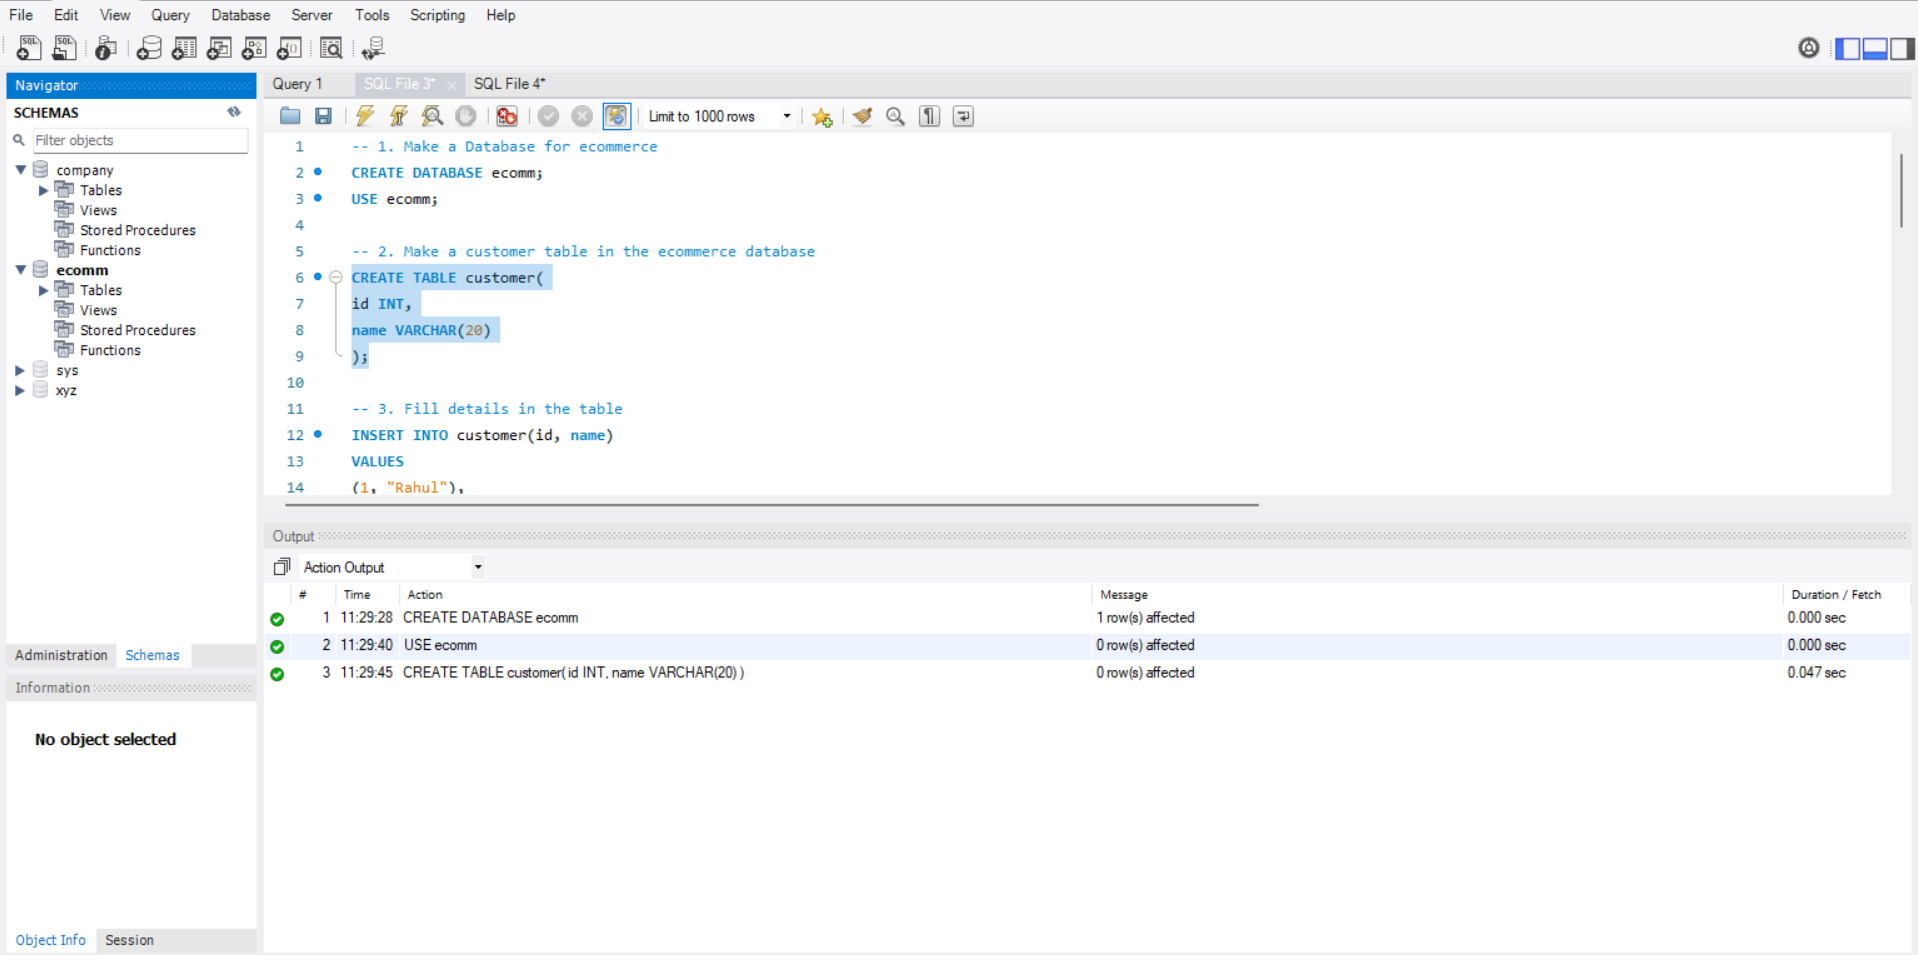 File Edit View Query Database Server Tools Scripting Help
Navigator
SCHEMAS
Filter objects
company
Tables
Views
Stored Procedures
Functions
ecomm
Tables
Views
Stored Procedures
Functions
sys
xyz
Administration Schemas
Information
No object selected
Object Info Session
Query 1 SQL File 3* SQL File 4*
Limit to 1000 rows
1 -- 1. Make a Database for ecommerce
2 CREATE DATABASE ecomm;
3 USE ecomm;
4
5 -- 2. Make a customer table in the ecommerce database
6 CREATE TABLE customer(
7 id INT,
8 name VARCHAR(20)
9 );
10
11 -- 3. Fill details in the table
12 INSERT INTO customer(id, name)
13 VALUES
14 (1, "Rahul"),
Output
Action Output
# Time Action Message Duration / Fetch
1 11:29:28 CREATE DATABASE ecomm 1 row(s) affected 0.000 sec
2 11:29:40 USE ecomm 0 row(s) affected 0.000 sec
3 11:29:45 CREATE TABLE customer( id INT, name VARCHAR(20) ) 0 row(s) affected 0.047 sec